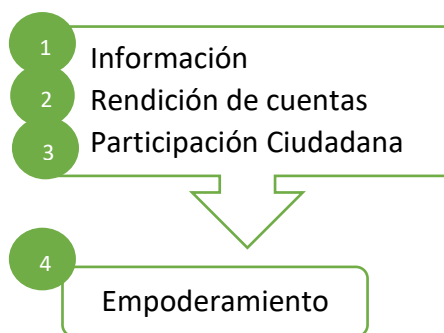 1 Información
2 Rendición de cuentas
3 Participación Ciudadana
4
Empoderamiento